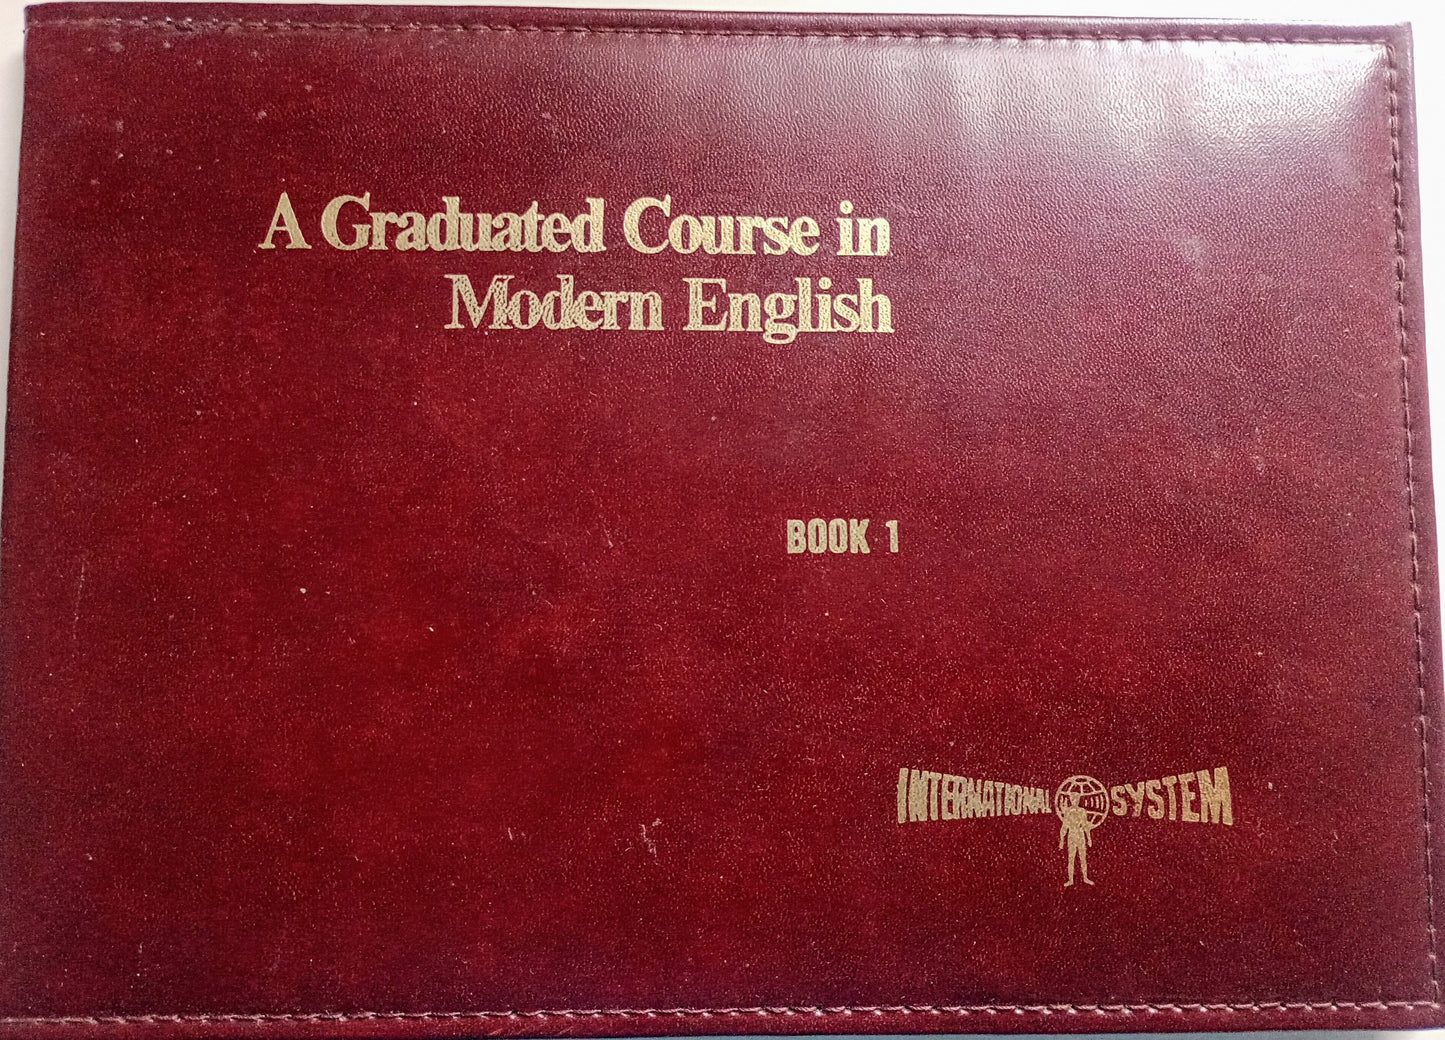 A Graduated Course in
Modern English
BOOK 1
INTERNATIONAL SYSTEM